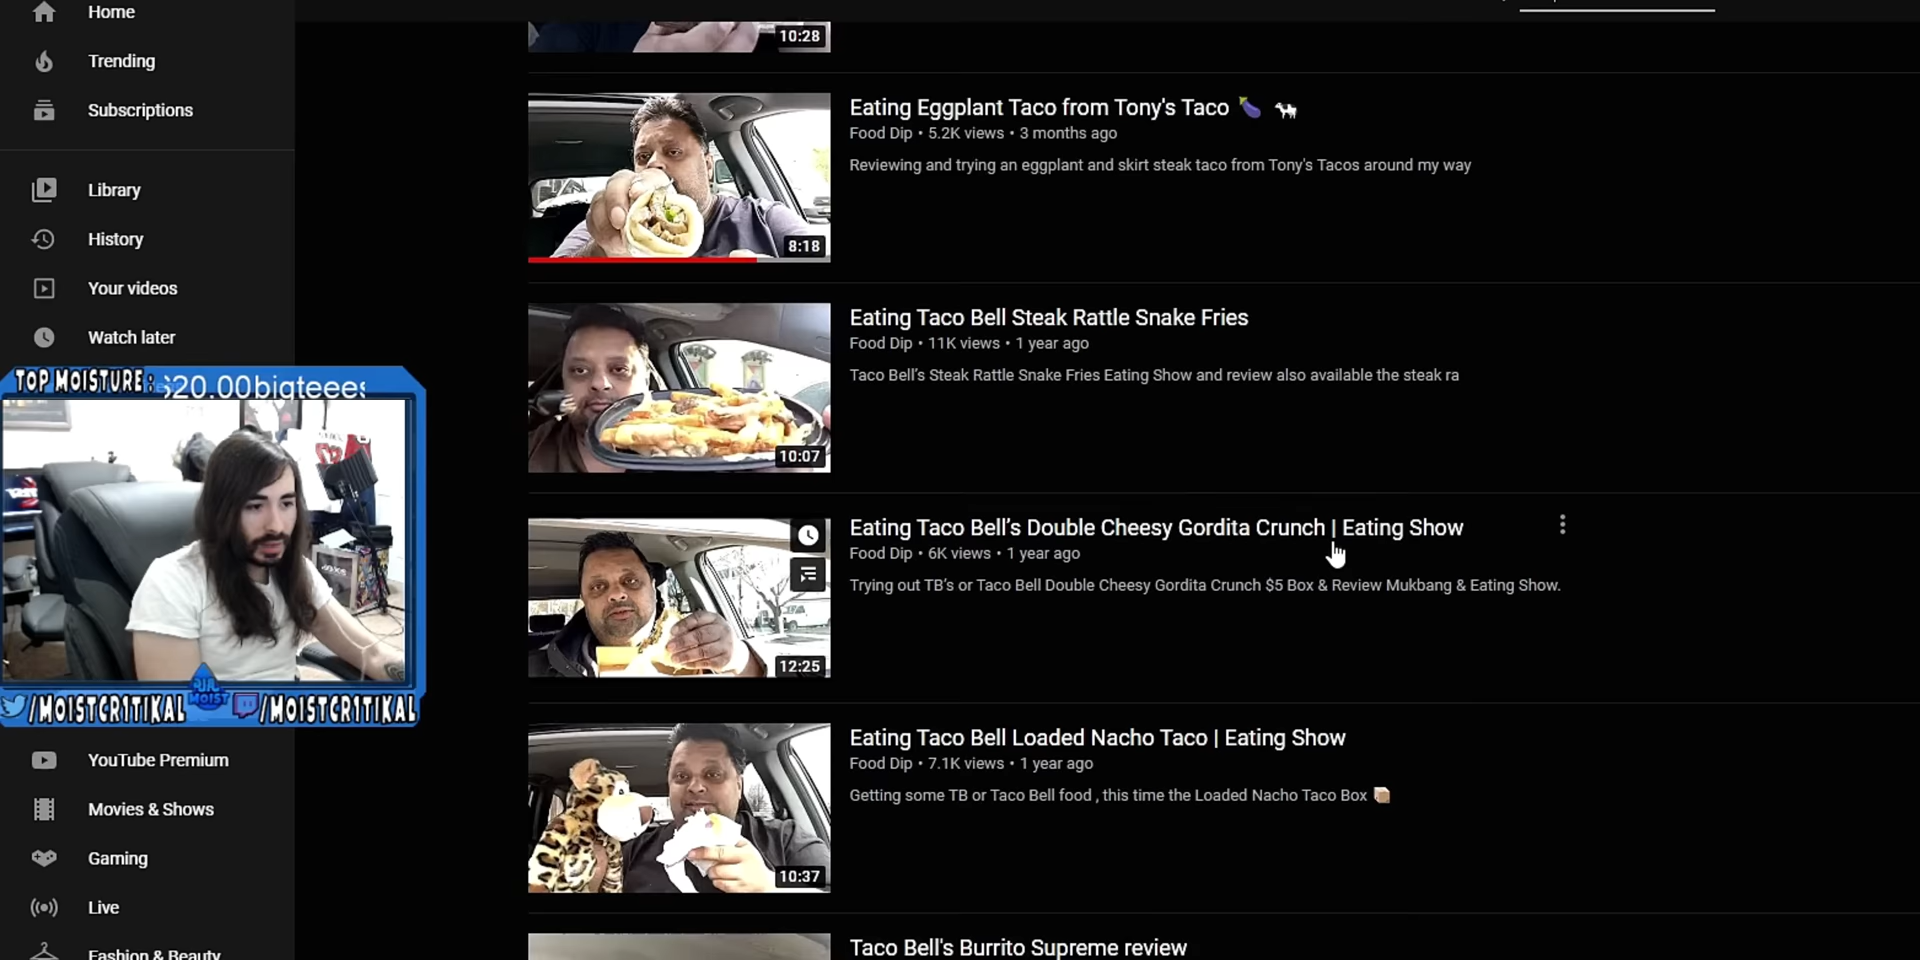 Home
Trending
Subscriptions
Library
History
Your videos
Watch later
TOP MOISTURE:
$20.00bigteees
/MOISTCR1TIKAL
BIG
MOIST
/MOISTCR1TIKAL
YouTube Premium
Movies & Shows
Gaming
Live
Fashion & Beauty
10:28
Eating Eggplant Taco from Tony's Taco 🍆 🐄
Food Dip • 5.2K views • 3 months ago
Reviewing and trying an eggplant and skirt steak taco from Tony's Tacos around my way
8:18
Eating Taco Bell Steak Rattle Snake Fries
Food Dip • 11K views • 1 year ago
Taco Bell’s Steak Rattle Snake Fries Eating Show and review also available the steak ra
10:07
Eating Taco Bell’s Double Cheesy Gordita Crunch | Eating Show
Food Dip • 6K views • 1 year ago
Trying out TB’s or Taco Bell Double Cheesy Gordita Crunch $5 Box & Review Mukbang & Eating Show.
12:25
Eating Taco Bell Loaded Nacho Taco | Eating Show
Food Dip • 7.1K views • 1 year ago
Getting some TB or Taco Bell food , this time the Loaded Nacho Taco Box 📦
10:37
Taco Bell's Burrito Supreme review